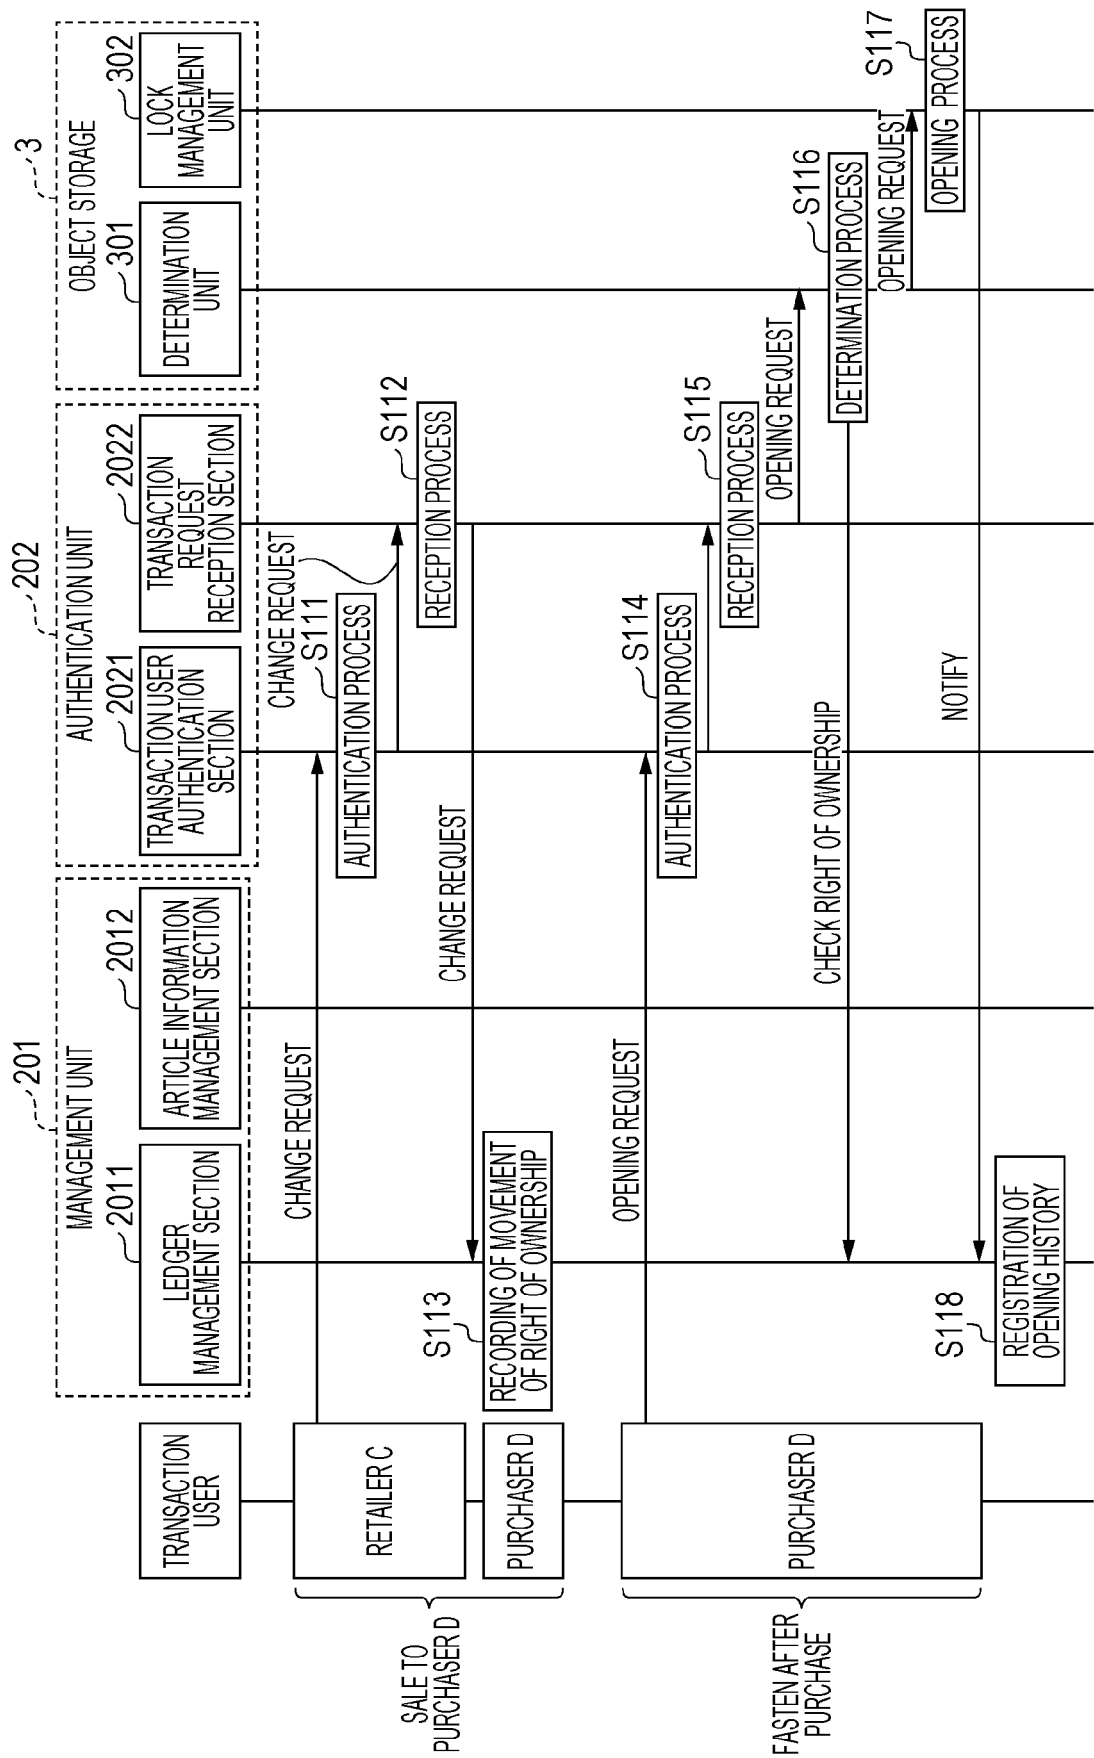 201
MANAGEMENT UNIT
202
AUTHENTICATION UNIT
3
OBJECT STORAGE
TRANSACTION
USER
2011
LEDGER
MANAGEMENT SECTION
2012
ARTICLE INFORMATION
MANAGEMENT SECTION
2021
TRANSACTION USER
AUTHENTICATION
SECTION
2022
TRANSACTION
REQUEST
RECEPTION SECTION
301
DETERMINATION
UNIT
302
LOCK
MANAGEMENT
UNIT
SALE TO
PURCHASER D
RETAILER C
CHANGE REQUEST
S111
AUTHENTICATION PROCESS
CHANGE REQUEST
S112
RECEPTION PROCESS
CHANGE REQUEST
PURCHASER D
S113
RECORDING OF MOVEMENT
OF RIGHT OF OWNERSHIP
FASTEN AFTER
PURCHASE
PURCHASER D
OPENING REQUEST
S114
AUTHENTICATION PROCESS
S115
RECEPTION PROCESS
OPENING REQUEST
S116
DETERMINATION PROCESS
CHECK RIGHT OF OWNERSHIP
OPENING REQUEST
S117
OPENING PROCESS
NOTIFY
S118
REGISTRATION OF
OPENING HISTORY